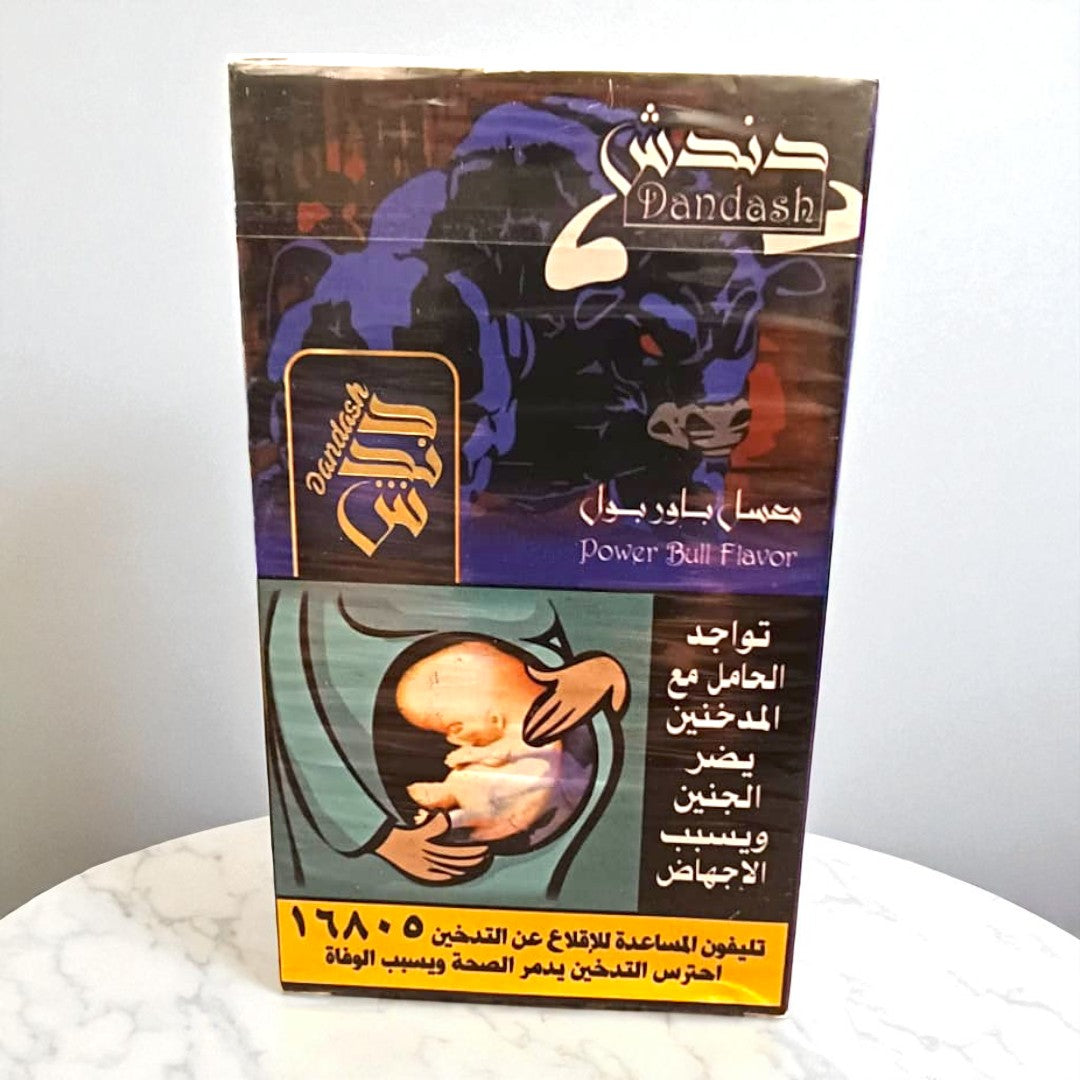 دندش
Dandash
Dandash
دندش
معسل باور بول
Power Bull Flavor
تواجد
الحامل مع
المدخنين
يضر
الجنين
ويسبب
الإجهاض
تليفون المساعدة للإقلاع عن التدخين ١٦٨٠٥
احترس التدخين يدمر الصحة ويسبب الوفاة